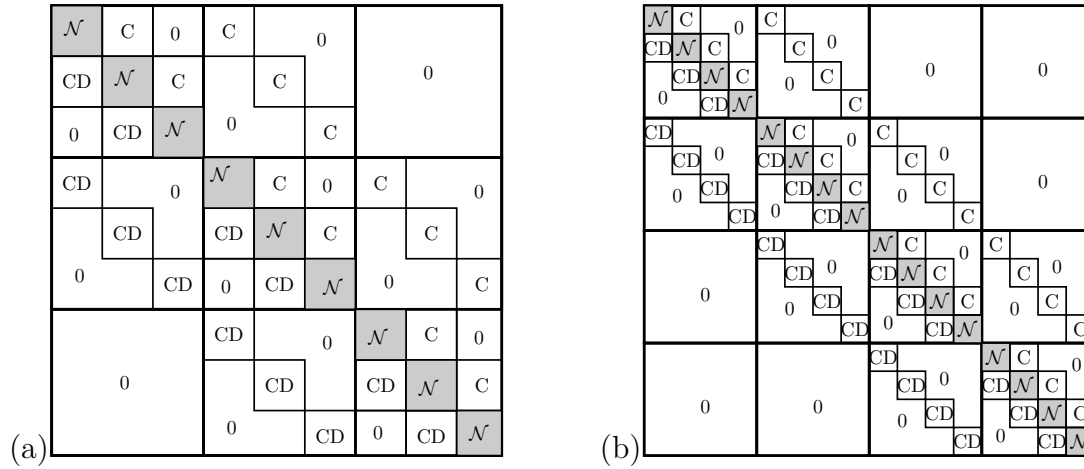 𝒩 C 0 C 0
CD 𝒩 C C 0
0 CD 𝒩 0 C
CD 0 𝒩 C 0 C 0
CD CD 𝒩 C C
0 CD 0 CD 𝒩 0 C
CD 0 𝒩 C 0
0 CD CD 𝒩 C
0 CD 0 CD 𝒩
(a)
𝒩 C 0 C
CD 𝒩 C C 0
CD 𝒩 C 0 C 0 0
0 CD 𝒩 C
CD 𝒩 C 0 C
CD 0 CD 𝒩 C C 0
0 CD CD 𝒩 C 0 C 0
CD 0 CD 𝒩 C
CD 𝒩 C 0 C
CD 0 CD 𝒩 C C 0
0 0 CD CD 𝒩 C 0 C
CD 0 CD 𝒩 C
CD 𝒩 C 0
CD 0 CD 𝒩 C
0 0 0 CD CD 𝒩 C
CD 0 CD 𝒩
(b)